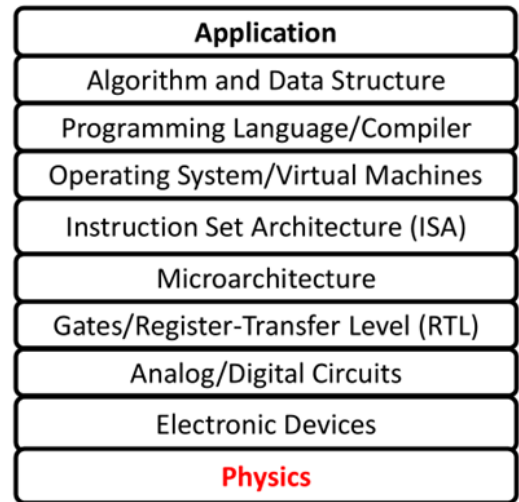 Application
Algorithm and Data Structure
Programming Language/Compiler
Operating System/Virtual Machines
Instruction Set Architecture (ISA)
Microarchitecture
Gates/Register-Transfer Level (RTL)
Analog/Digital Circuits
Electronic Devices
Physics